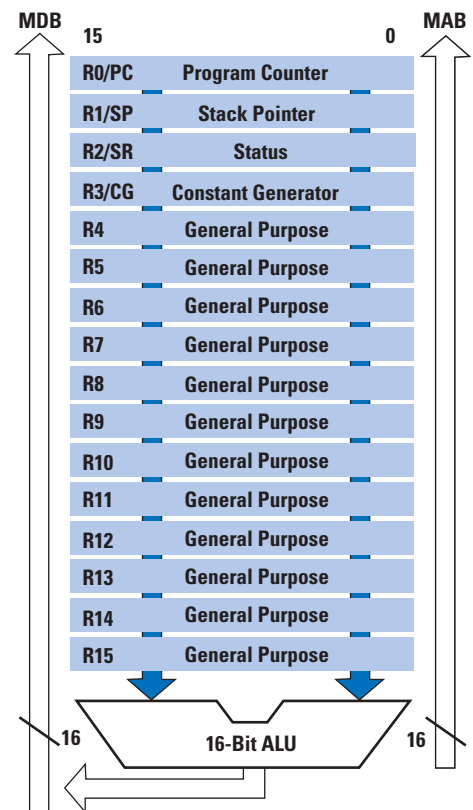 MDB MAB
15 0
R0/PC Program Counter
R1/SP Stack Pointer
R2/SR Status
R3/CG Constant Generator
R4 General Purpose
R5 General Purpose
R6 General Purpose
R7 General Purpose
R8 General Purpose
R9 General Purpose
R10 General Purpose
R11 General Purpose
R12 General Purpose
R13 General Purpose
R14 General Purpose
R15 General Purpose
16 16-Bit ALU 16